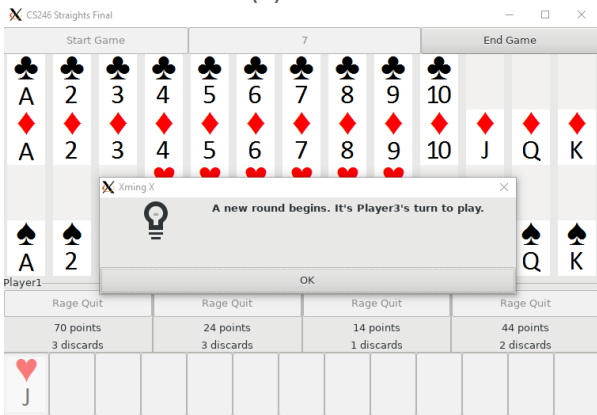 CS246 Straights Final
Start Game 7 End Game
A 2 3 4 5 6 7 8 9 10
A 2 3 4 5 6 7 8 9 10 J Q K
Xming X
A new round begins. It's Player3's turn to play.
OK
A 2 Q K
Player1
Rage Quit Rage Quit Rage Quit Rage Quit
70 points 24 points 14 points 44 points
3 discards 3 discards 1 discards 2 discards
J